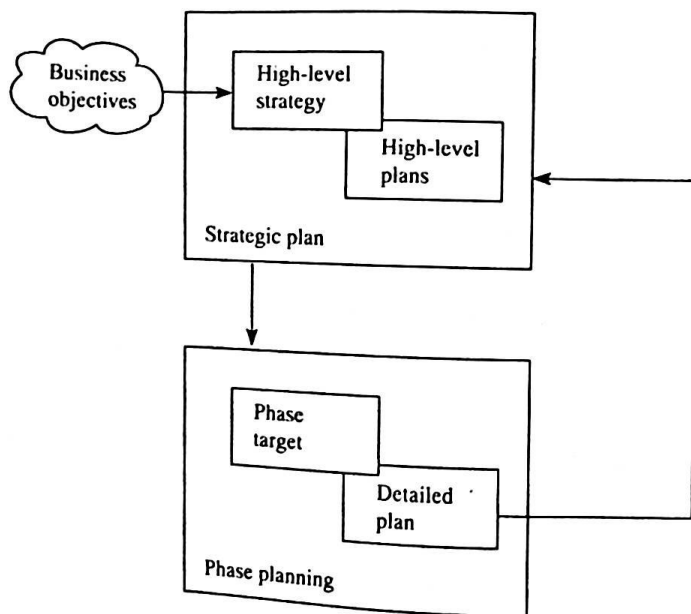 Business
objectives
High-level
strategy
High-level
plans
Strategic plan
Phase
target
Detailed
plan
Phase planning